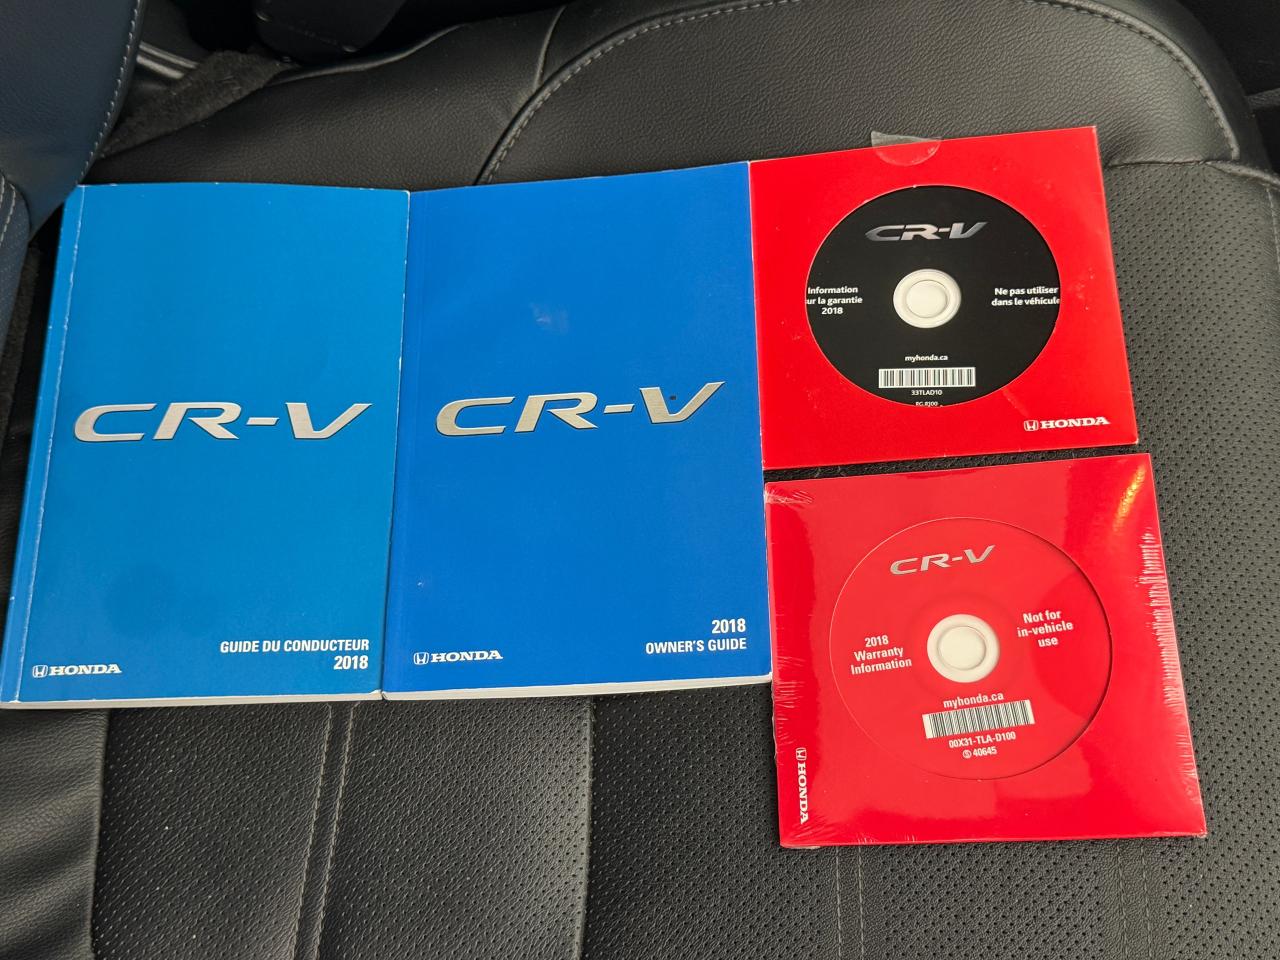 CR-V
GUIDE DU CONDUCTEUR
2018
HONDA
CR-V
2018
OWNER'S GUIDE
HONDA
CR-V
Information
sur la garantie
2018
Ne pas utiliser
dans le véhicule
myhonda.ca
33TLAD10
HONDA
CR-V
2018
Warranty
Information
Not for
in-vehicle
use
myhonda.ca
00X31-TLA-D100
Ⓢ 40645
HONDA